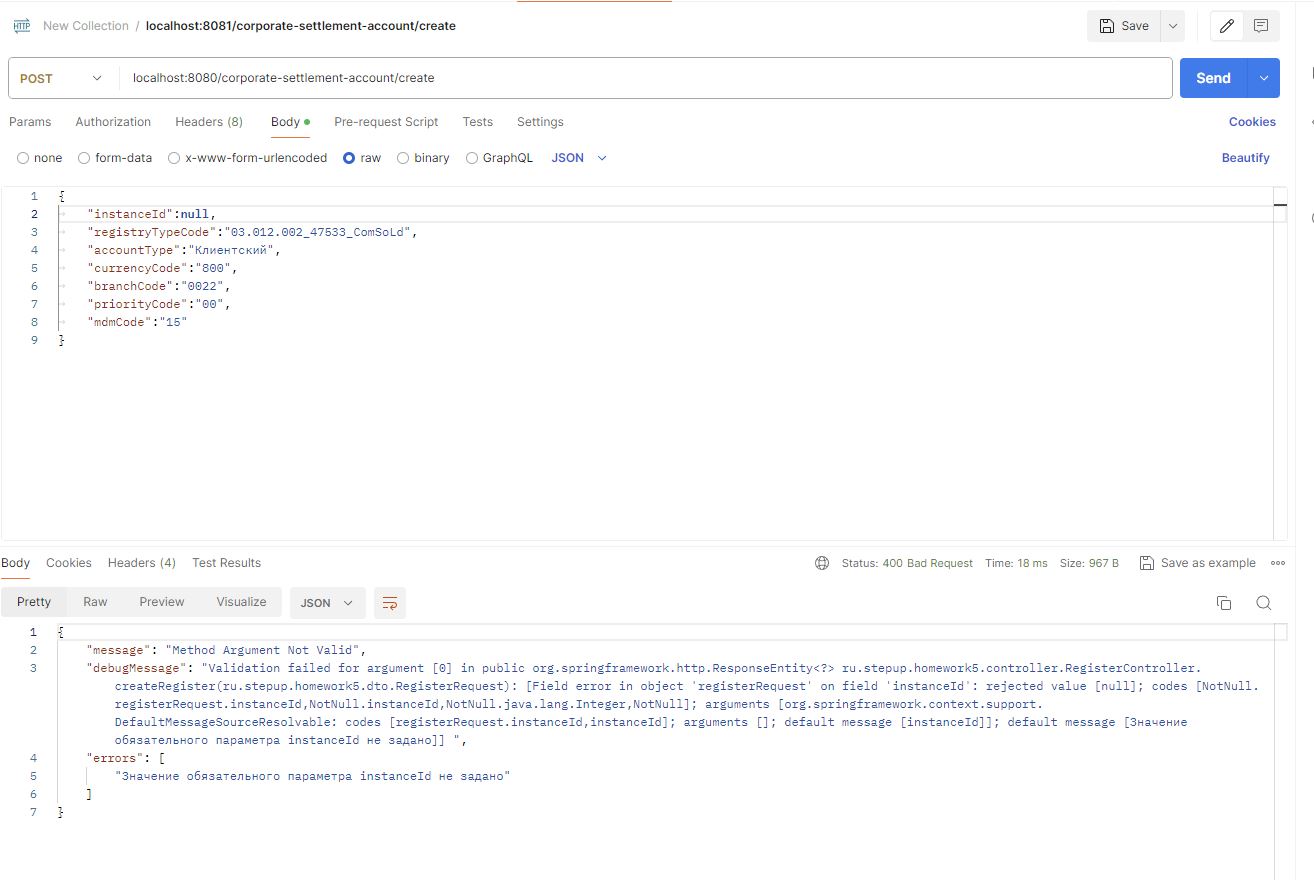 HTTP New Collection / localhost:8081/corporate-settlement-account/create Save
POST localhost:8080/corporate-settlement-account/create Send
Params Authorization Headers (8) Body Pre-request Script Tests Settings Cookies
none form-data x-www-form-urlencoded raw binary GraphQL JSON Beautify
1 {
2 "instanceId":null,
3 "registryTypeCode":"03.012.002_47533_ComSoLd",
4 "accountType":"Клиентский",
5 "currencyCode":"800",
6 "branchCode":"0022",
7 "priorityCode":"00",
8 "mdmCode":"15"
9 }
Body Cookies Headers (4) Test Results Status: 400 Bad Request Time: 18 ms Size: 967 B Save as example
Pretty Raw Preview Visualize JSON
1 {
2 "message": "Method Argument Not Valid",
3 "debugMessage": "Validation failed for argument [0] in public org.springframework.http.ResponseEntity<?> ru.stepup.homework5.controller.RegisterController.
createRegister(ru.stepup.homework5.dto.RegisterRequest): [Field error in object 'registerRequest' on field 'instanceId': rejected value [null]; codes [NotNull.
registerRequest.instanceId,NotNull.instanceId,NotNull.java.lang.Integer,NotNull]; arguments [org.springframework.context.support.
DefaultMessageSourceResolvable: codes [registerRequest.instanceId,instanceId]; arguments []; default message [instanceId]]; default message [Значение
обязательного параметра instanceId не задано]] ",
4 "errors": [
5 "Значение обязательного параметра instanceId не задано"
6 ]
7 }